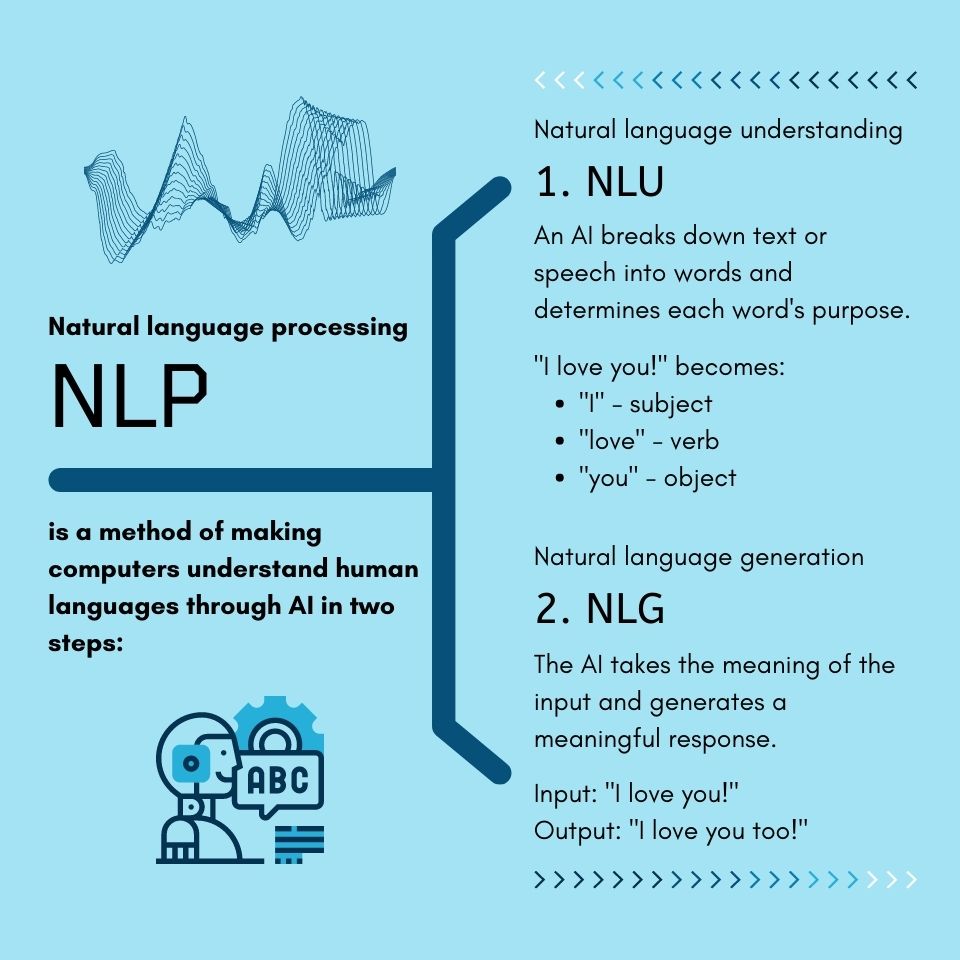 Natural language processing
NLP
is a method of making
computers understand human
languages through AI in two
steps:
ABC
Natural language understanding
1. NLU
An AI breaks down text or
speech into words and
determines each word's purpose.
"I love you!" becomes:
• "I" - subject
• "love" - verb
• "you" - object
Natural language generation
2. NLG
The AI takes the meaning of the
input and generates a
meaningful response.
Input: "I love you!"
Output: "I love you too!"